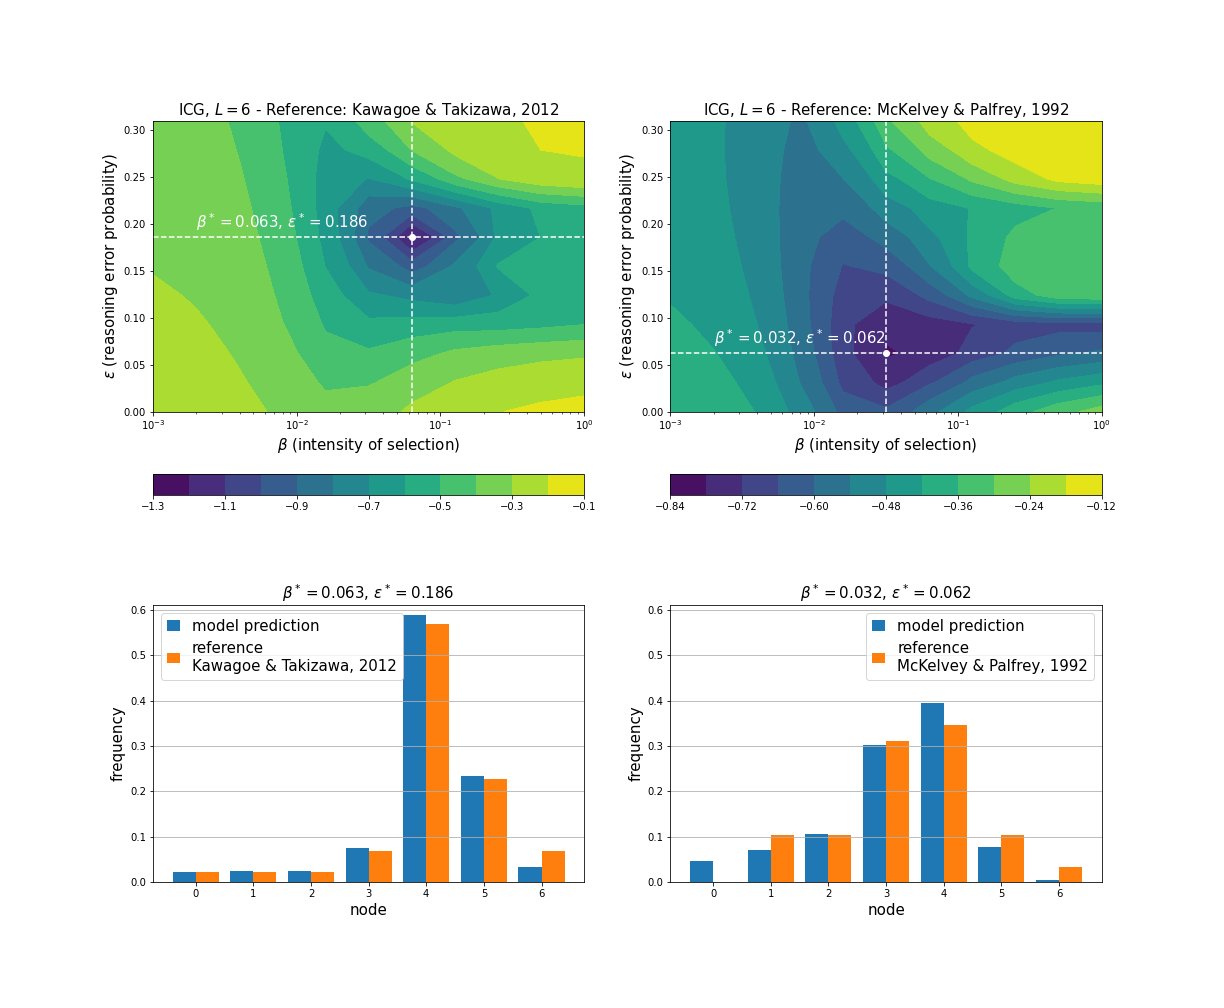 ICG, L = 6 - Reference: Kawagoe & Takizawa, 2012
0.30
0.25
0.20
0.15
0.10
0.05
0.00
ε (reasoning error probability)
β* = 0.063, ε* = 0.186
10⁻³ 10⁻² 10⁻¹ 10⁰
β (intensity of selection)
−1.3 −1.1 −0.9 −0.7 −0.5 −0.3 −0.1
ICG, L = 6 - Reference: McKelvey & Palfrey, 1992
0.30
0.25
0.20
0.15
0.10
0.05
0.00
ε (reasoning error probability)
β* = 0.032, ε* = 0.062
10⁻³ 10⁻² 10⁻¹ 10⁰
β (intensity of selection)
−0.84 −0.72 −0.60 −0.48 −0.36 −0.24 −0.12
β* = 0.063, ε* = 0.186
0.6
0.5
0.4
0.3
0.2
0.1
0.0
frequency
model prediction
reference
Kawagoe & Takizawa, 2012
0 1 2 3 4 5 6
node
β* = 0.032, ε* = 0.062
0.6
0.5
0.4
0.3
0.2
0.1
0.0
frequency
model prediction
reference
McKelvey & Palfrey, 1992
0 1 2 3 4 5 6
node